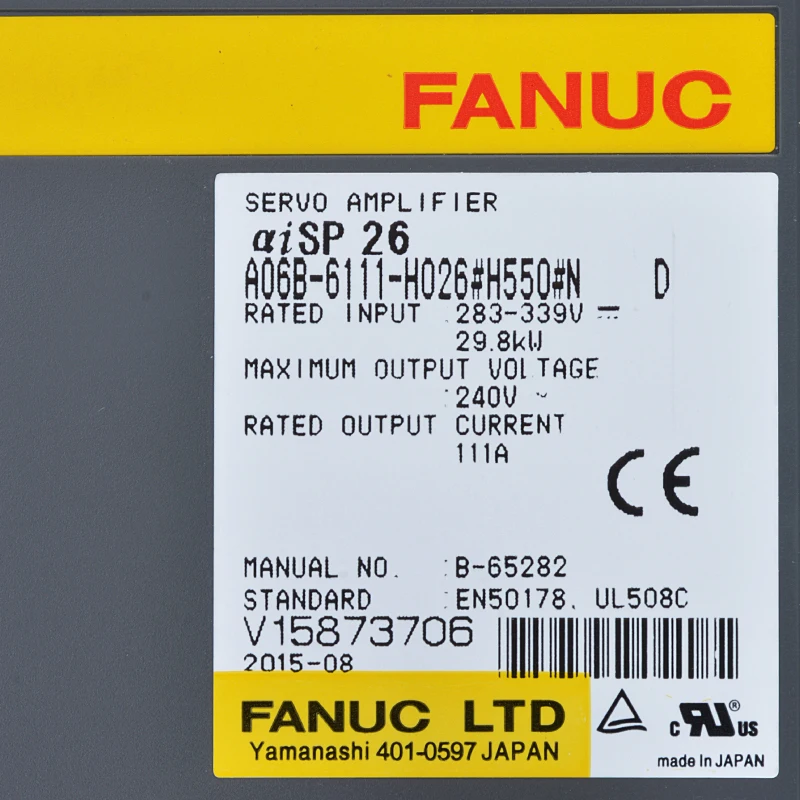 FANUC
SERVO AMPLIFIER
αiSP 26
A06B-6111-H026#H550#N D
RATED INPUT : 283-339V ⎓
29.8kW
MAXIMUM OUTPUT VOLTAGE
: 240V ~
RATED OUTPUT CURRENT
: 111A
CE
MANUAL NO. : B-65282
STANDARD : EN50178, UL508C
V15873706
2015-08
FANUC LTD
Yamanashi 401-0597 JAPAN
c RU ® US
made In JAPAN